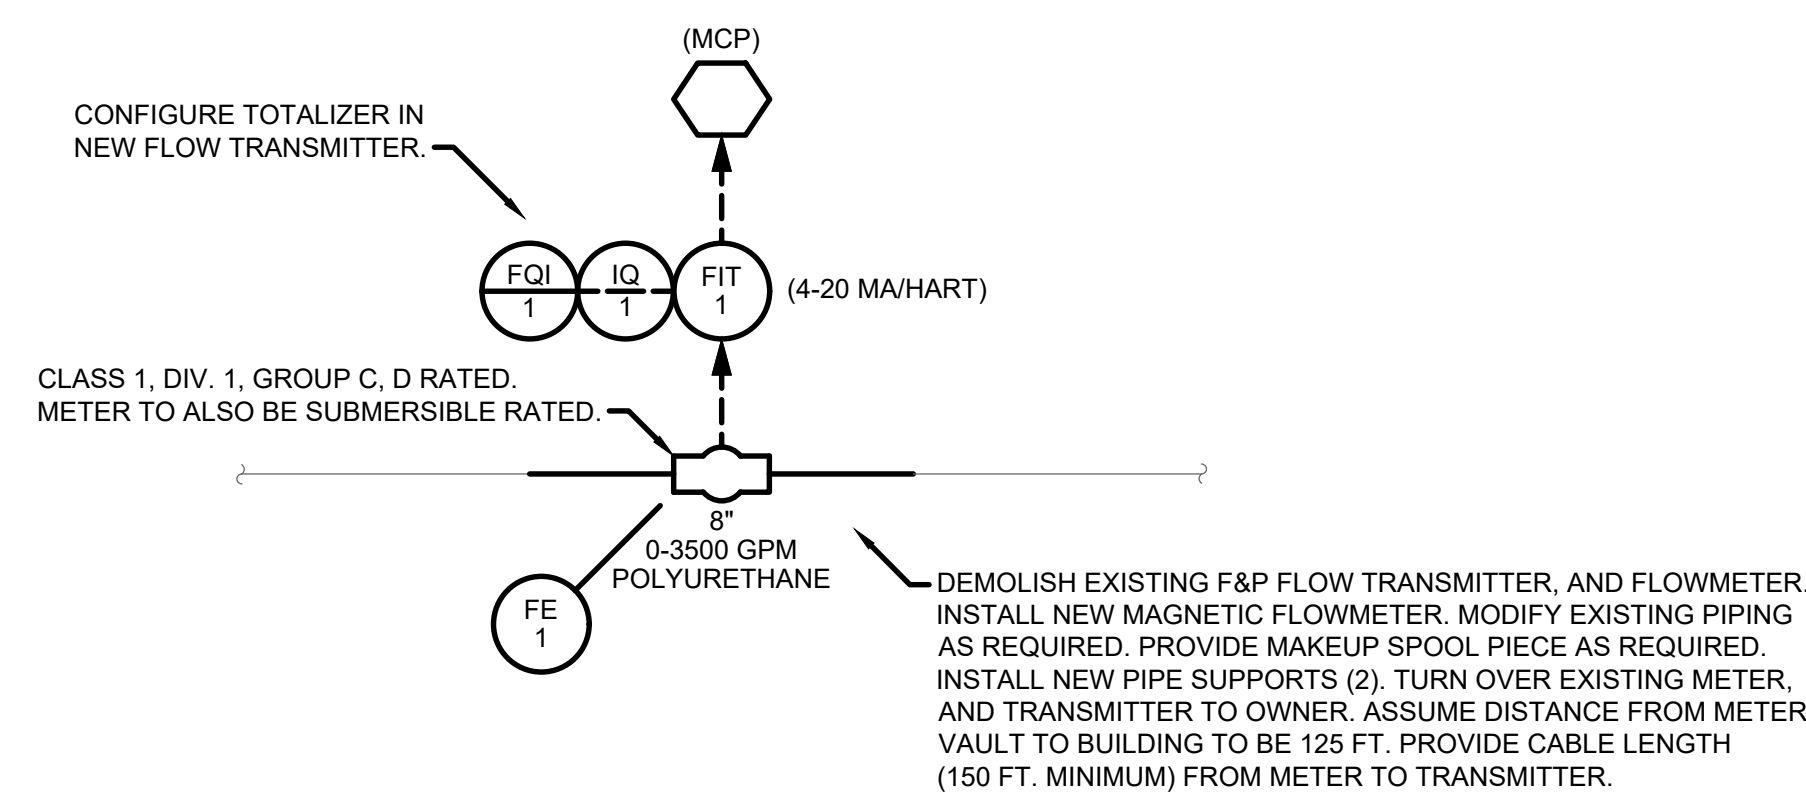 (MCP)
CONFIGURE TOTALIZER IN
NEW FLOW TRANSMITTER.
FQI
1
IQ
1
FIT
1
(4-20 MA/HART)
CLASS 1, DIV. 1, GROUP C, D RATED.
METER TO ALSO BE SUBMERSIBLE RATED.
8"
0-3500 GPM
POLYURETHANE
FE
1
DEMOLISH EXISTING F&P FLOW TRANSMITTER, AND FLOWMETER.
INSTALL NEW MAGNETIC FLOWMETER. MODIFY EXISTING PIPING
AS REQUIRED. PROVIDE MAKEUP SPOOL PIECE AS REQUIRED.
INSTALL NEW PIPE SUPPORTS (2). TURN OVER EXISTING METER,
AND TRANSMITTER TO OWNER. ASSUME DISTANCE FROM METER
VAULT TO BUILDING TO BE 125 FT. PROVIDE CABLE LENGTH
(150 FT. MINIMUM) FROM METER TO TRANSMITTER.